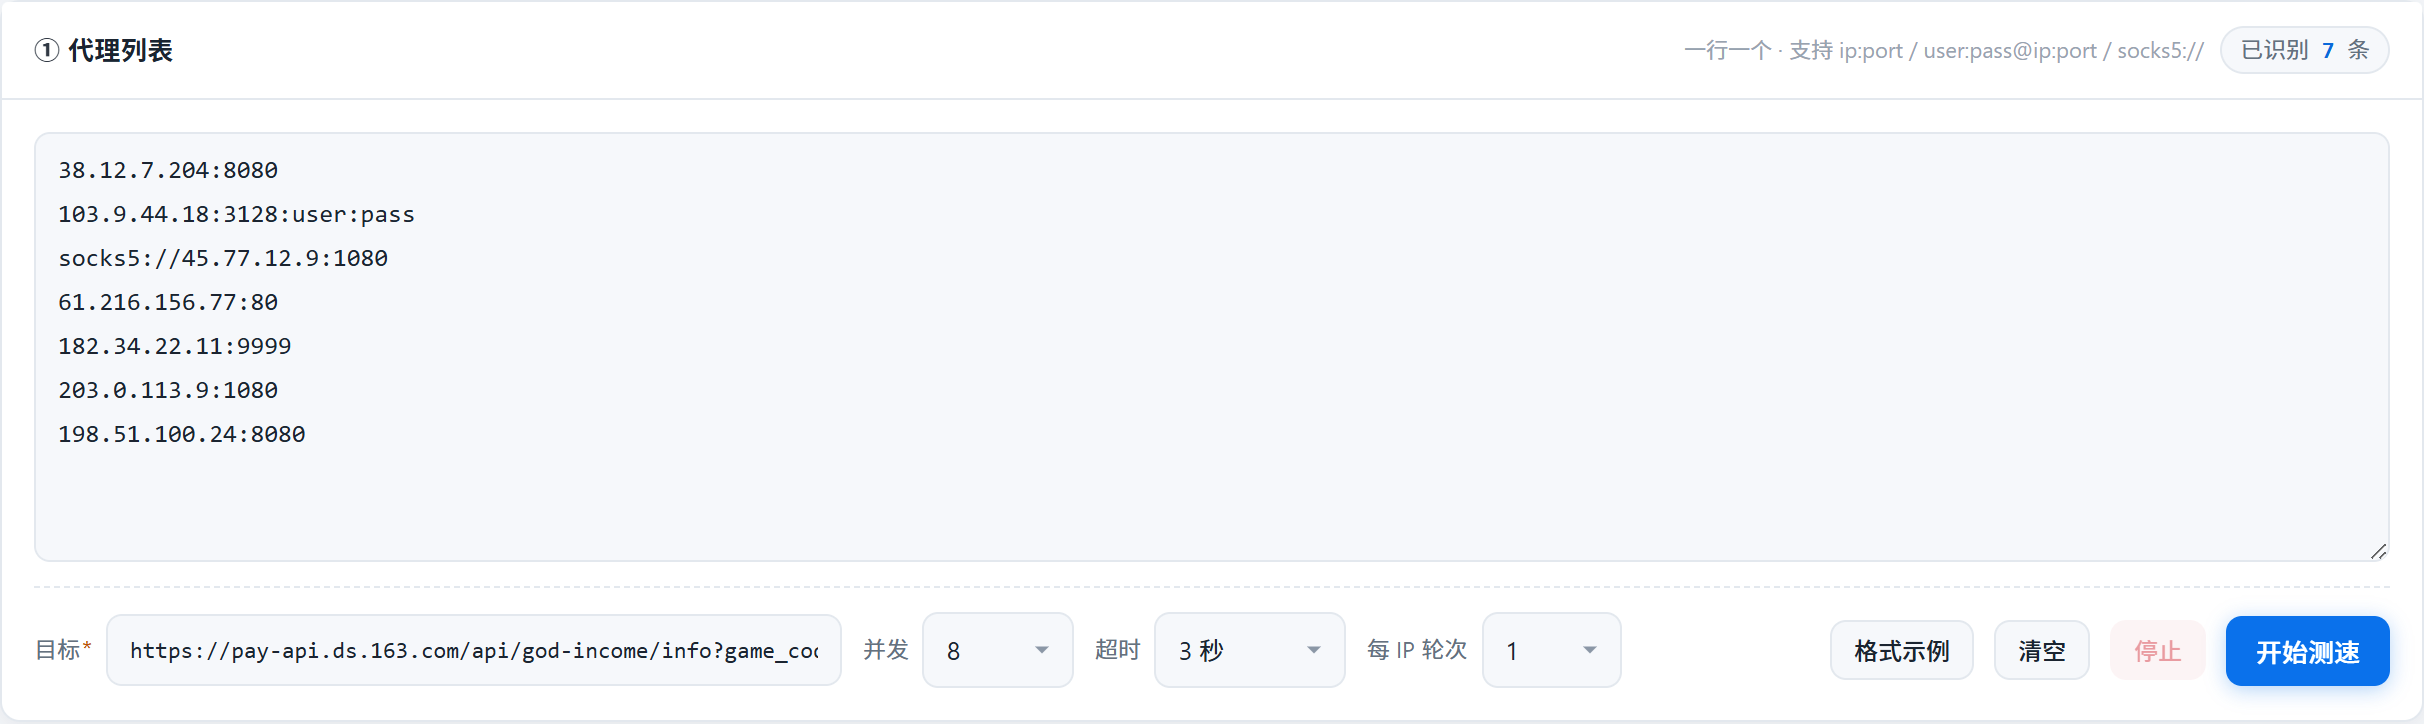 ① 代理列表
一行一个 · 支持 ip:port / user:pass@ip:port / socks5://
已识别 7 条
38.12.7.204:8080
103.9.44.18:3128:user:pass
socks5://45.77.12.9:1080
61.216.156.77:80
182.34.22.11:9999
203.0.113.9:1080
198.51.100.24:8080
目标* https://pay-api.ds.163.com/api/god-income/info?game_cod 并发 8 超时 3 秒 每 IP 轮次 1 格式示例 清空 停止 开始测速